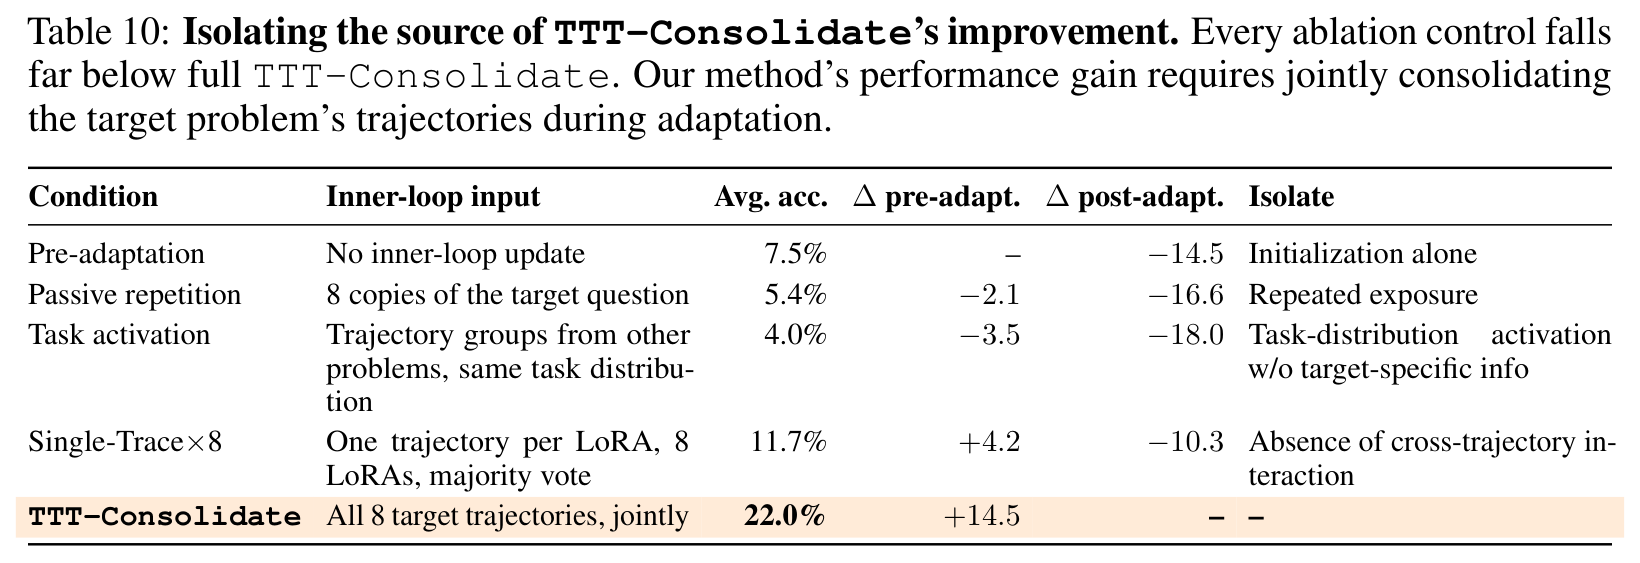 Table 10: Isolating the source of TTT-Consolidate's improvement. Every ablation control falls
far below full TTT-Consolidate. Our method's performance gain requires jointly consolidating
the target problem's trajectories during adaptation.
Condition Inner-loop input Avg. acc. Δ pre-adapt. Δ post-adapt. Isolate
Pre-adaptation No inner-loop update 7.5% – −14.5 Initialization alone
Passive repetition 8 copies of the target question 5.4% −2.1 −16.6 Repeated exposure
Task activation Trajectory groups from other 4.0% −3.5 −18.0 Task-distribution activation
problems, same task distribu- w/o target-specific info
tion
Single-Trace×8 One trajectory per LoRA, 8 11.7% +4.2 −10.3 Absence of cross-trajectory in-
LoRAs, majority vote teraction
TTT-Consolidate All 8 target trajectories, jointly 22.0% +14.5 – –